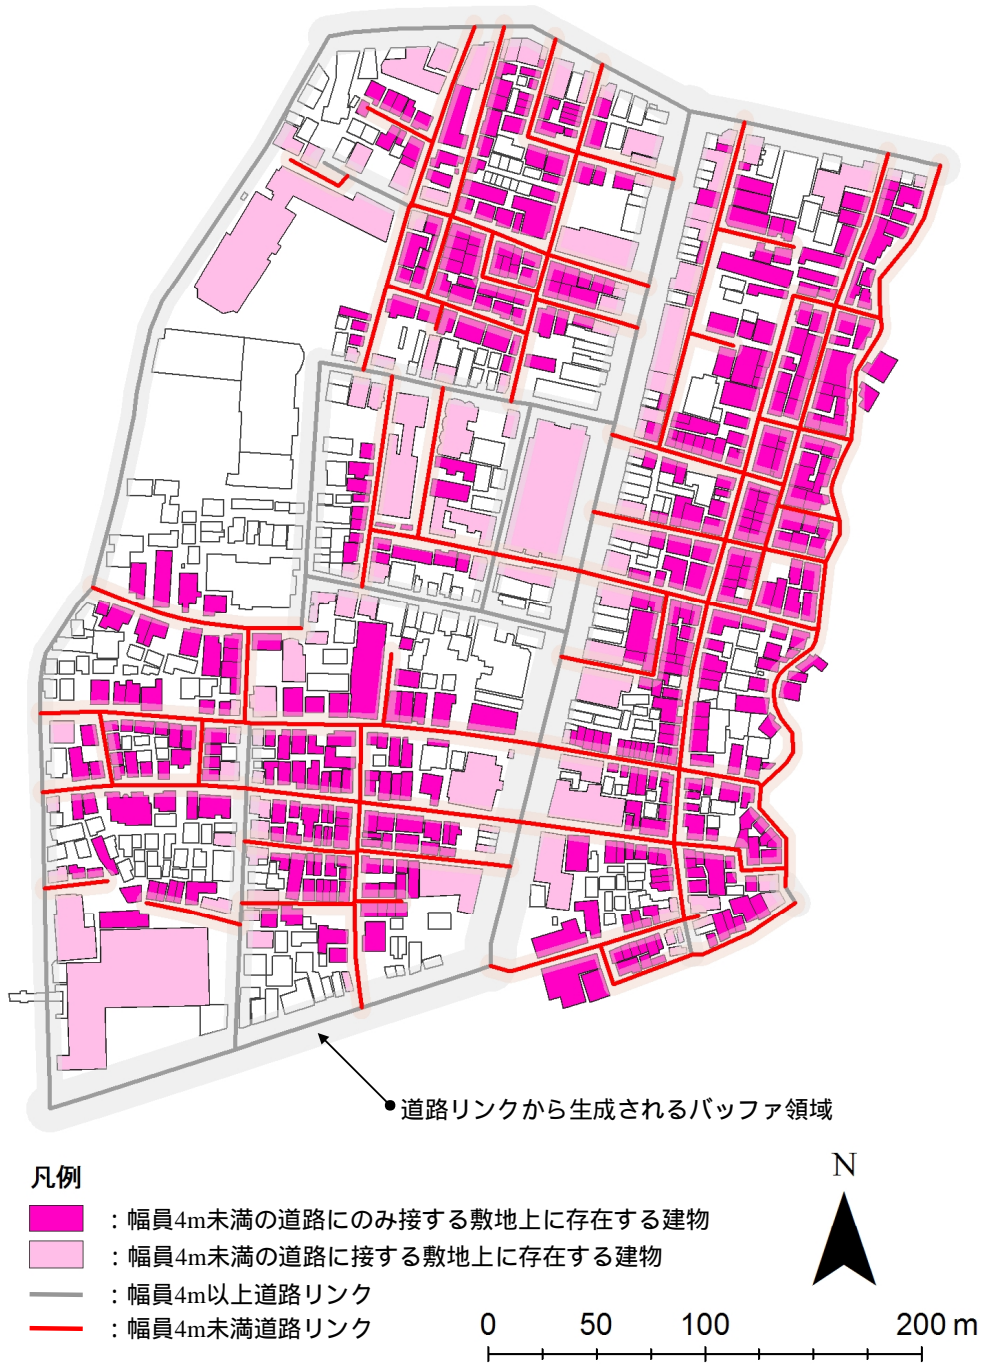 道路リンクから生成されるバッファ領域
凡例
：幅員4m未満の道路にのみ接する敷地上に存在する建物
：幅員4m未満の道路に接する敷地上に存在する建物
：幅員4m以上道路リンク
：幅員4m未満道路リンク
N
0 50 100 200 m